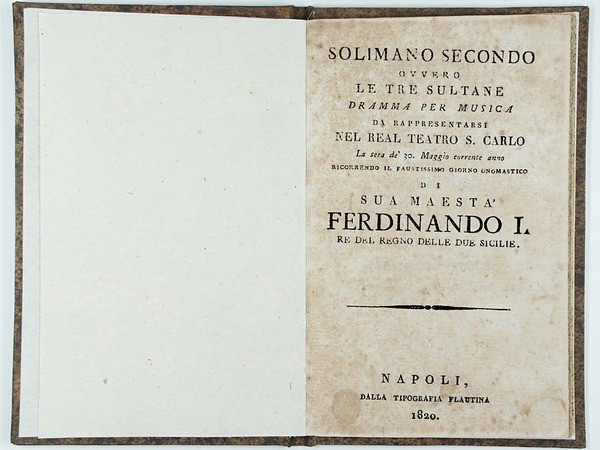 SOLIMANO SECONDO
OVVERO
LE TRE SULTANE
DRAMMA PER MUSICA
DA RAPPRESENTARSI
NEL REAL TEATRO S. CARLO
La sera de' 30. Maggio corrente anno
RICORRENDO IL FAUSTISSIMO GIORNO ONOMASTICO
DI
SUA MAESTA'
FERDINANDO I.
RE DEL REGNO DELLE DUE SICILIE.
NAPOLI,
DALLA TIPOGRAFIA FLAUTINA
1820.